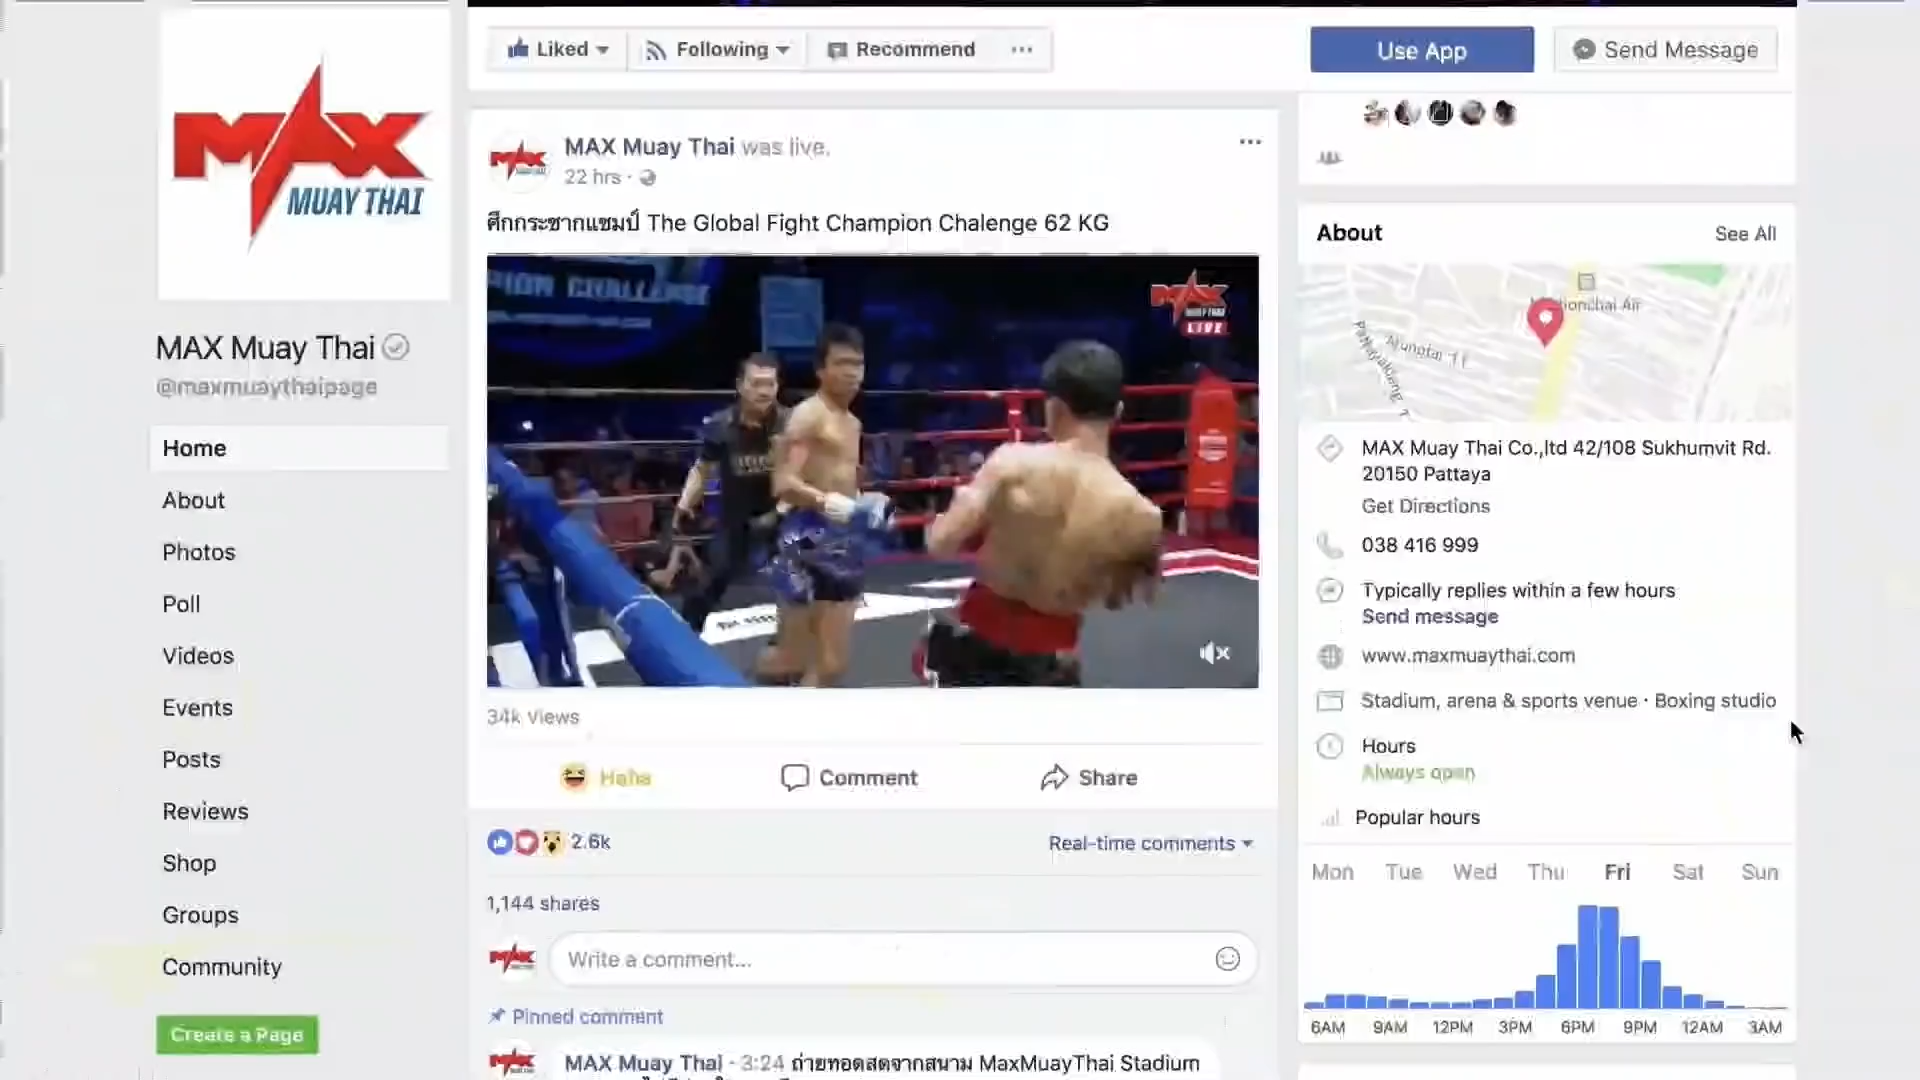 MAX
MUAY THAI
MAX Muay Thai
@maxmuaythaipage
Home
About
Photos
Poll
Videos
Events
Posts
Reviews
Shop
Groups
Community
Create a Page
Liked
Following
Recommend
Use App
Send Message
MAX Muay Thai was live.
22 hrs
ศึกกระชากแชมป์ The Global Fight Champion Chalenge 62 KG
ION CHALLENGE
MAX
MUAY THAI
LIVE
34k Views
Haha
Comment
Share
2.6k
Real-time comments
1,144 shares
Write a comment...
Pinned comment
MAX Muay Thai · 3:24 ถ่ายทอดสดจากสนาม MaxMuayThai Stadium
About
See All
MAX Muay Thai Co.,ltd 42/108 Sukhumvit Rd.
20150 Pattaya
Get Directions
038 416 999
Typically replies within a few hours
Send message
www.maxmuaythai.com
Stadium, arena & sports venue · Boxing studio
Hours
Always open
Popular hours
Mon Tue Wed Thu Fri Sat Sun
6AM 9AM 12PM 3PM 6PM 9PM 12AM 3AM